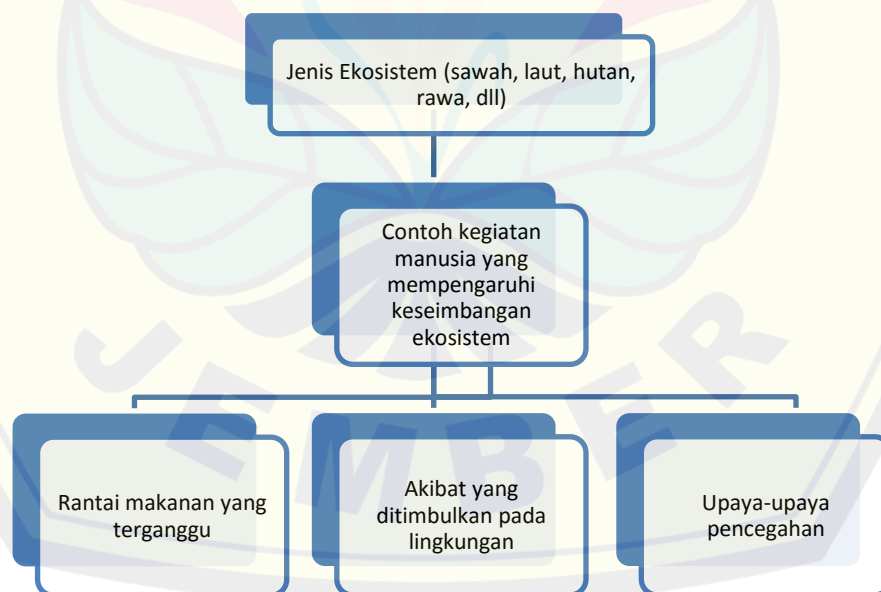 Jenis Ekosistem (sawah, laut, hutan,
rawa, dll)
Contoh kegiatan
manusia yang
mempengaruhi
keseimbangan
ekosistem
Rantai makanan yang
terganggu
Akibat yang
ditimbulkan pada
lingkungan
Upaya-upaya
pencegahan
JEMBER